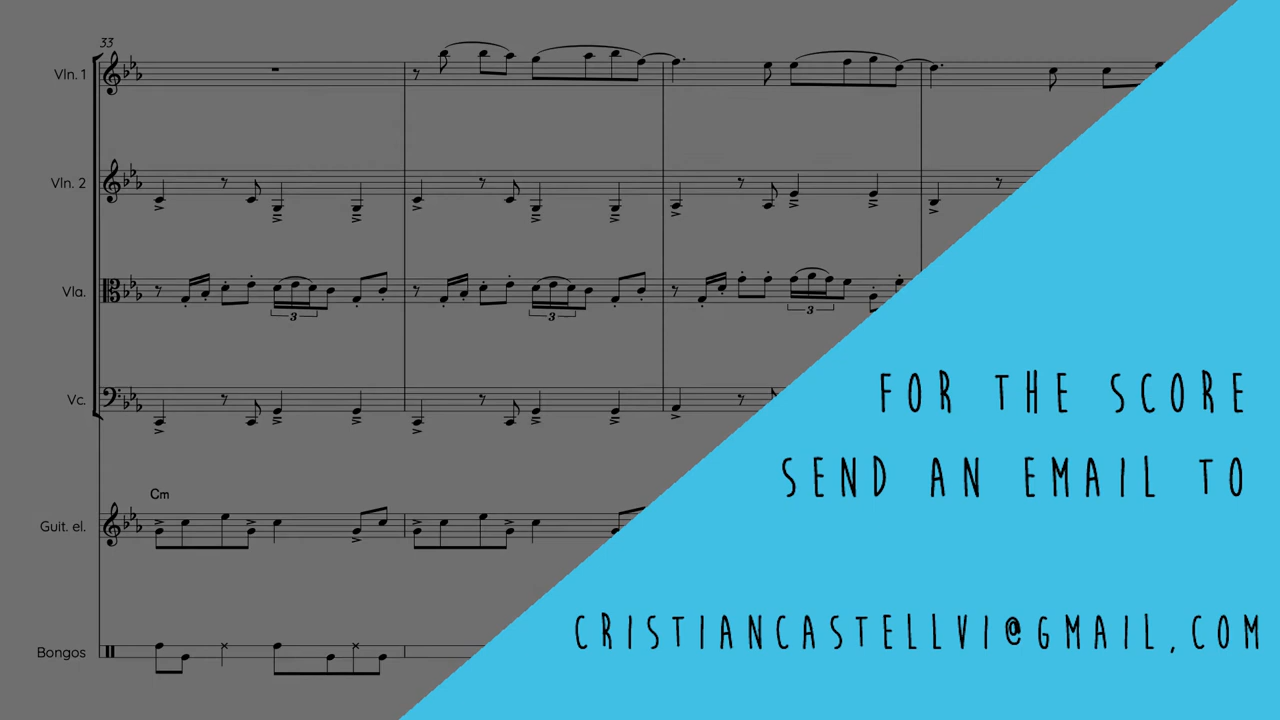 33
Vln. 1
Vln. 2
Vla.
3
3
3
Vc.
Cm
Guit. el.
Bongos
FOR THE SCORE
SEND AN EMAIL TO
CRISTIANCASTELLVI@GMAIL.COM